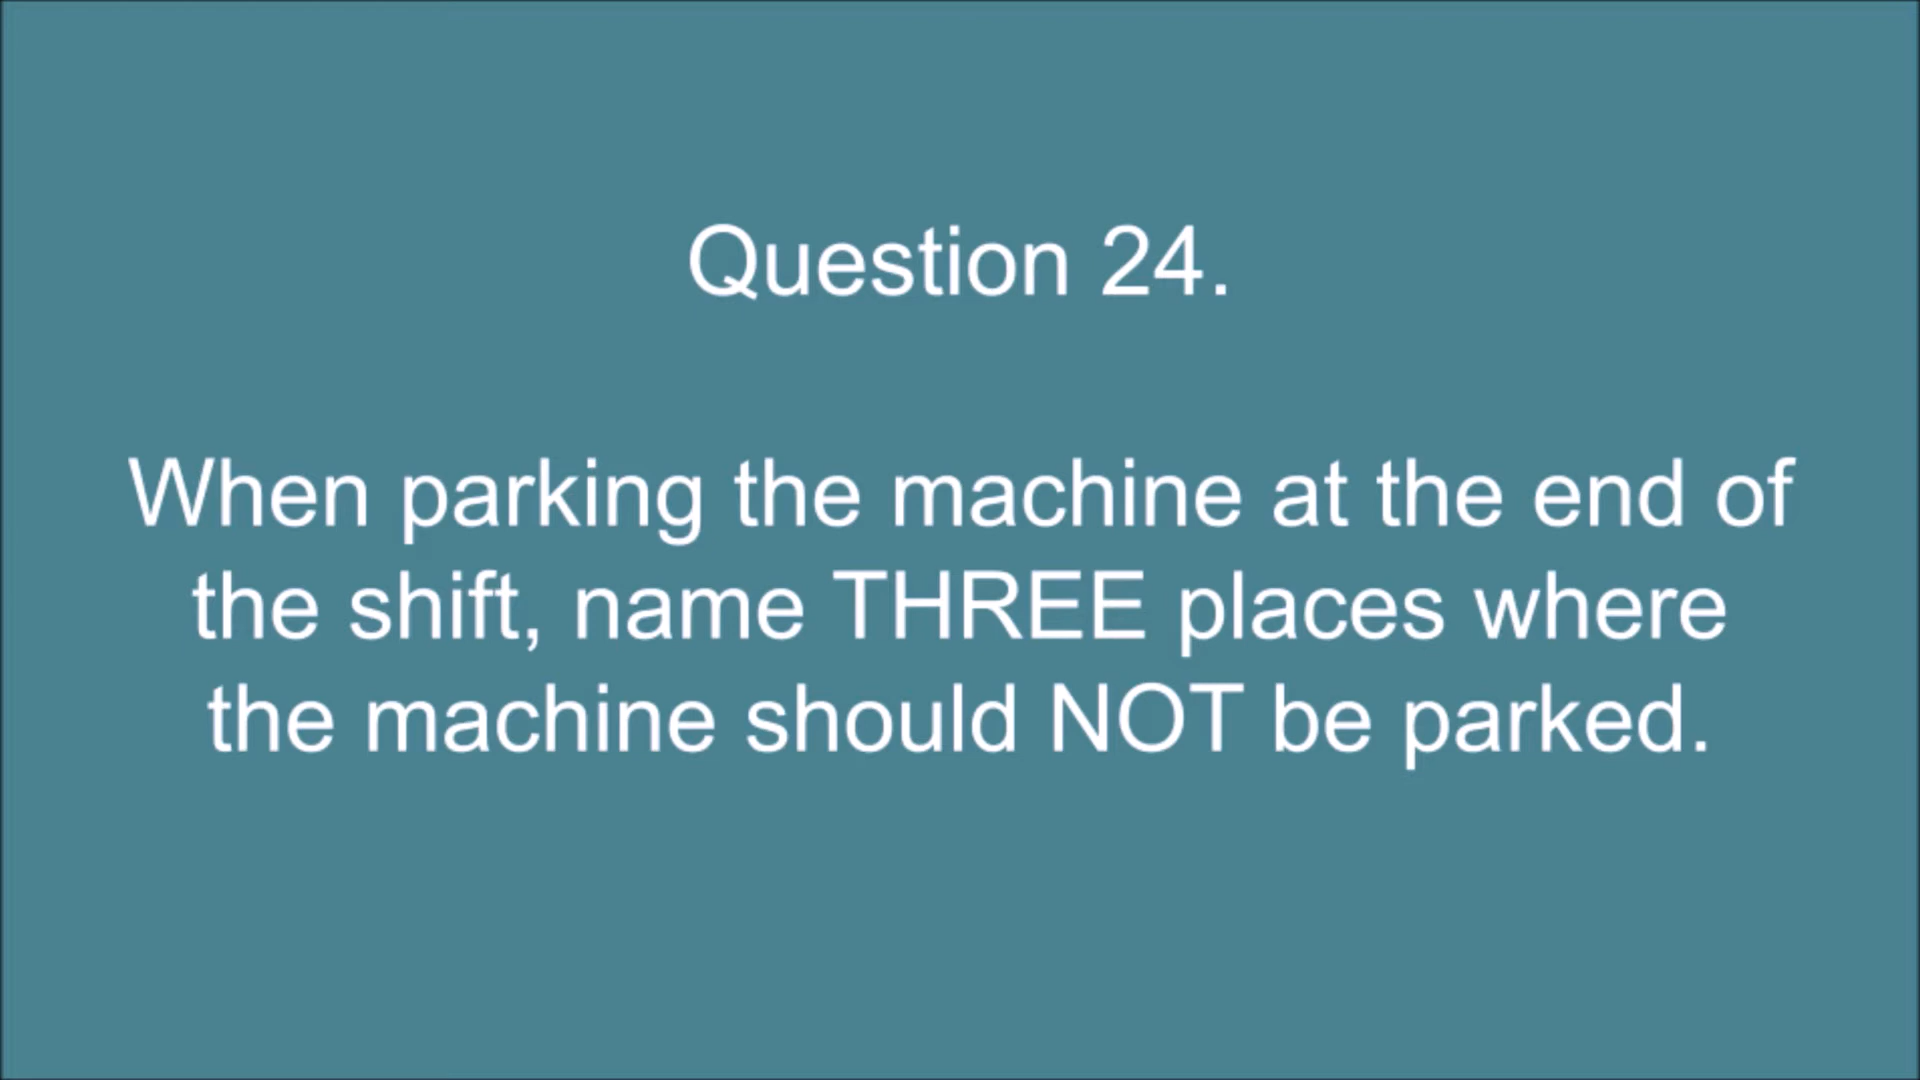 Question 24.
When parking the machine at the end of
the shift, name THREE places where
the machine should NOT be parked.